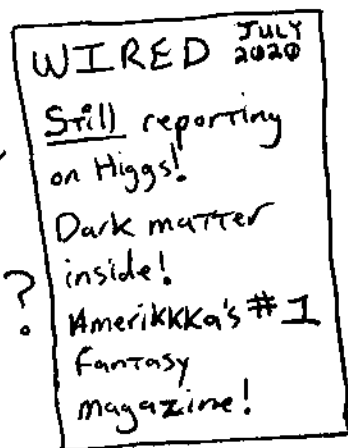 WIRED JULY 2020
Still reporting
on Higgs!
Dark matter
inside!
?
AmeriKKKa's #1
fantasy
magazine!